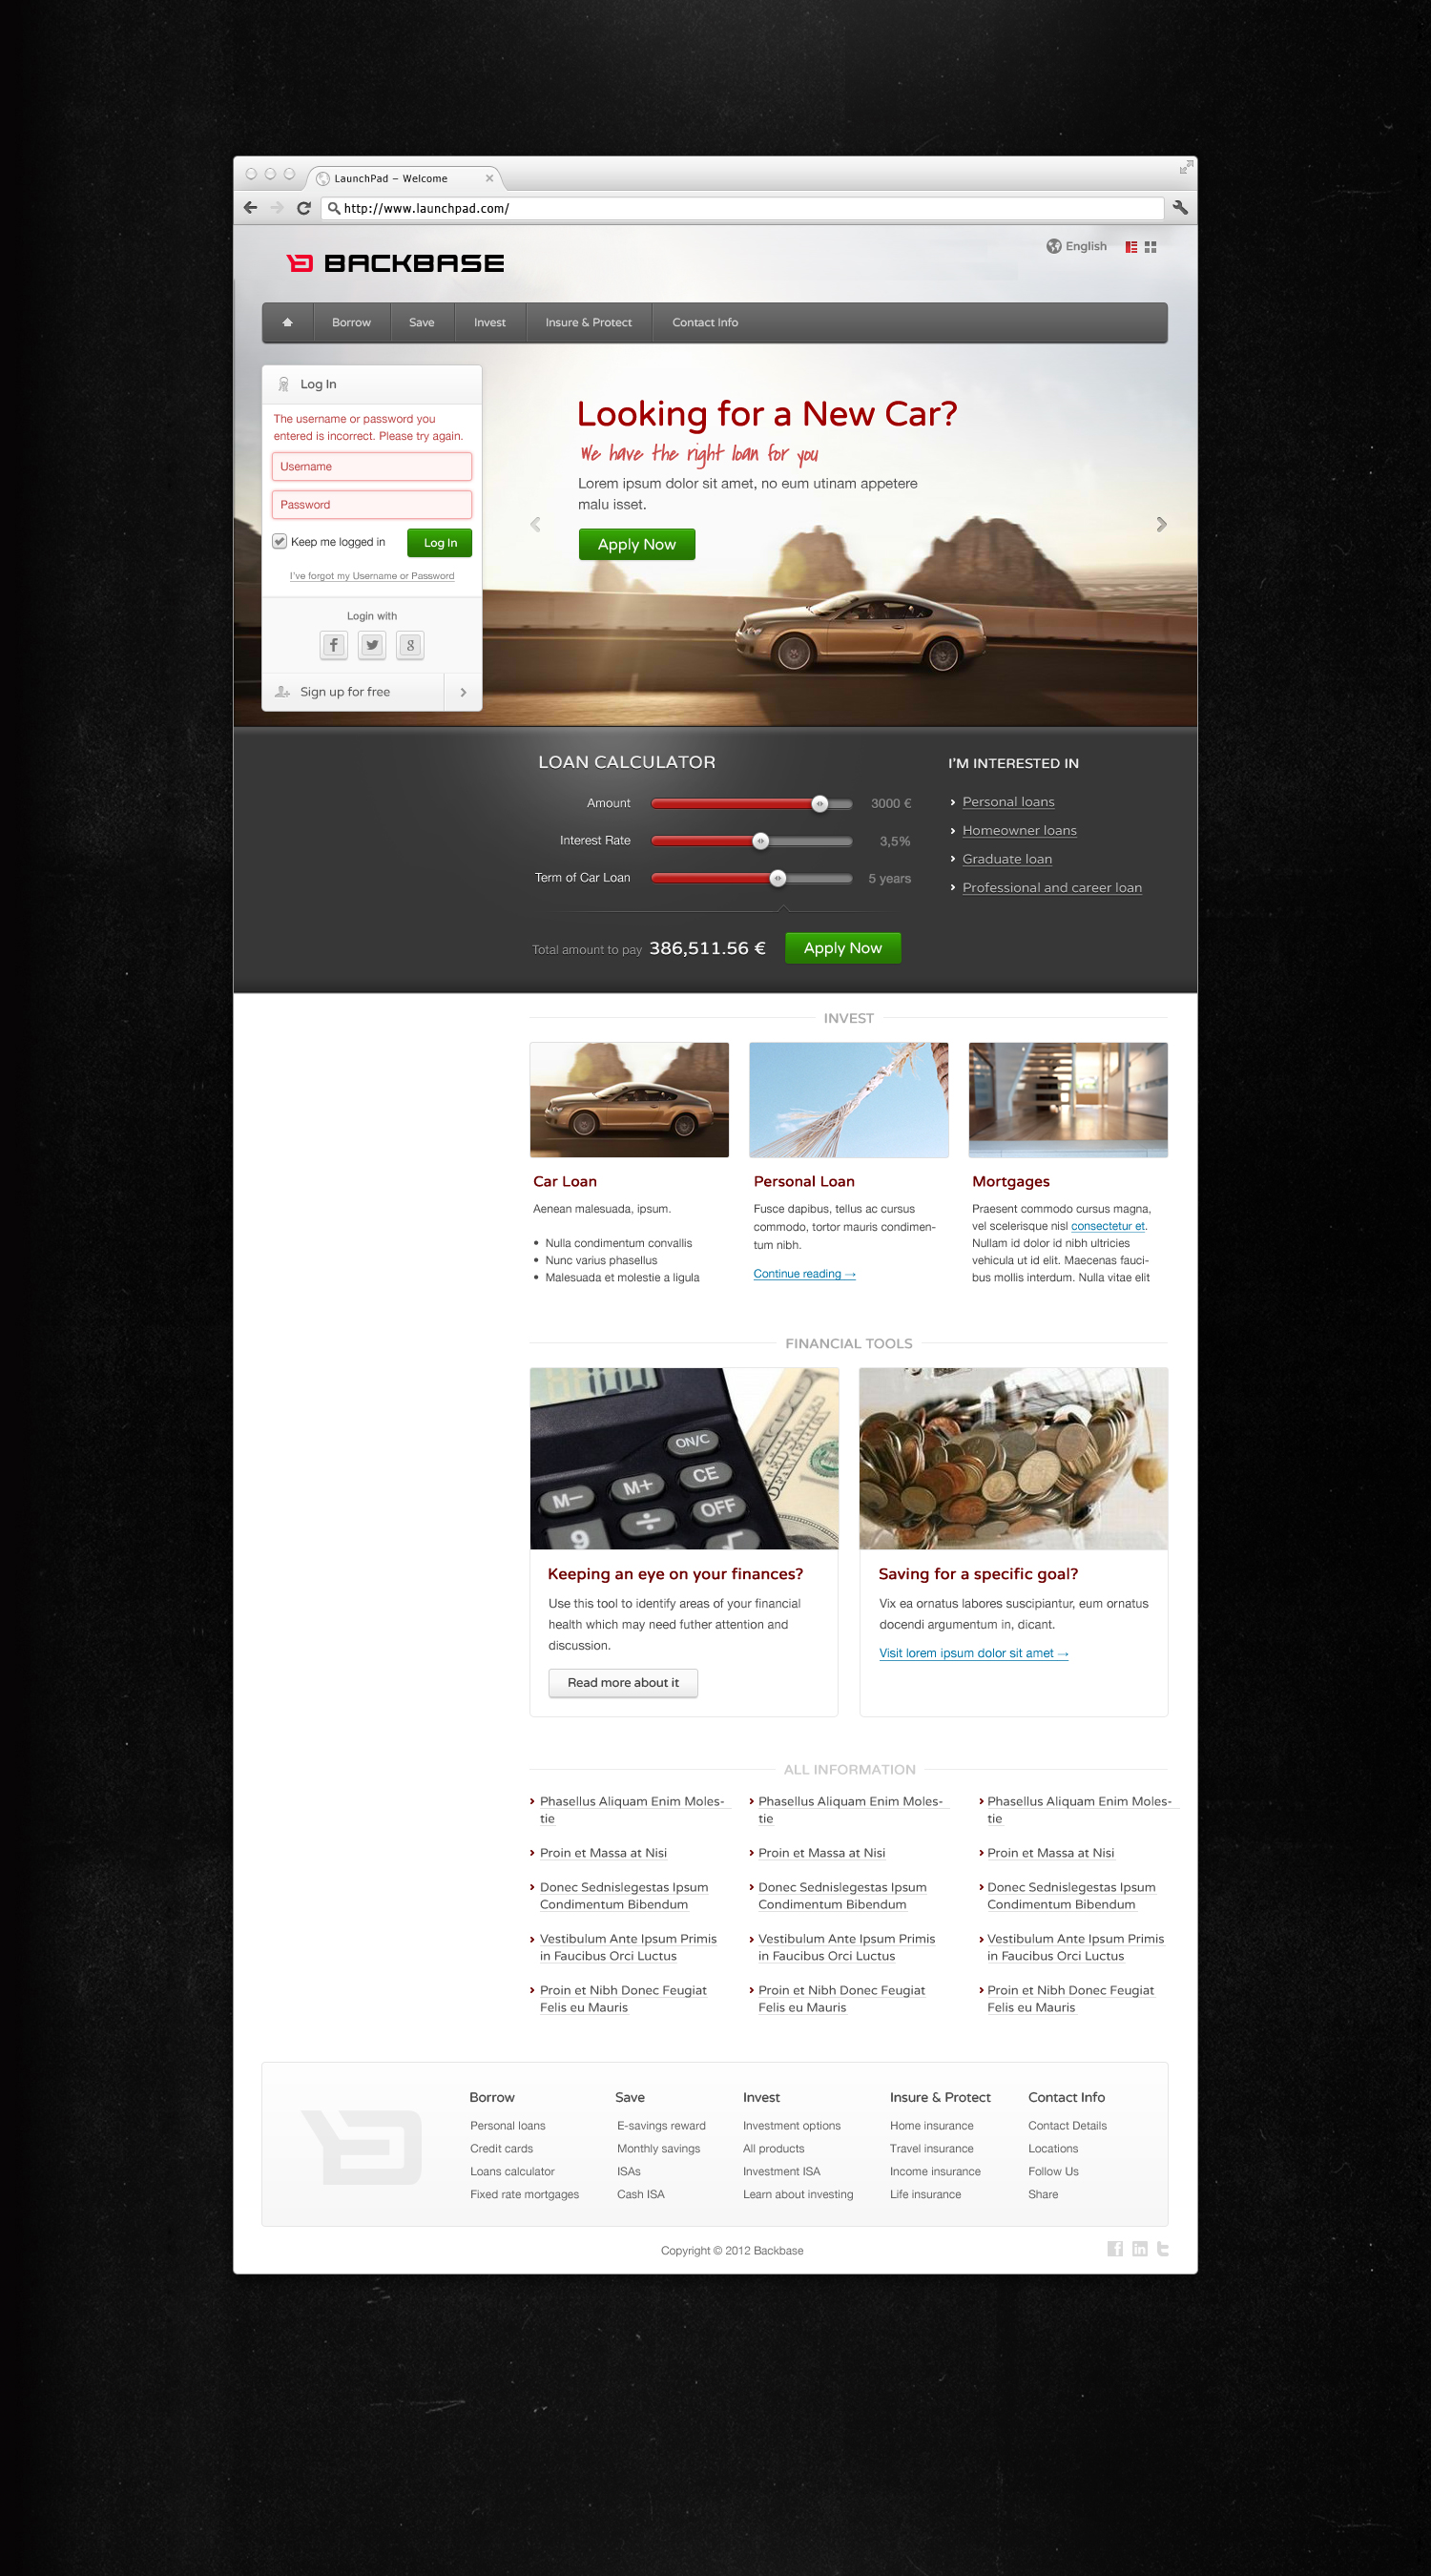 LaunchPad – Welcome
http://www.launchpad.com/
English
BACKBASE
Borrow
Save
Invest
Insure & Protect
Contact Info
Log In
The username or password you
entered is incorrect. Please try again.
Username
Password
Keep me logged in
Log In
I've forgot my Username or Password
Login with
Sign up for free
Looking for a New Car?
We have the right loan for you
Lorem ipsum dolor sit amet, no eum utinam appetere
malu isset.
Apply Now
LOAN CALCULATOR
Amount
3000 €
Interest Rate
3,5%
Term of Car Loan
5 years
Total amount to pay 386,511.56 €
Apply Now
I'M INTERESTED IN
Personal loans
Homeowner loans
Graduate loan
Professional and career loan
INVEST
Car Loan
Aenean malesuada, ipsum.
Nulla condimentum convallis
Nunc varius phasellus
Malesuada et molestie a ligula
Personal Loan
Fusce dapibus, tellus ac cursus
commodo, tortor mauris condimen-
tum nibh.
Continue reading →
Mortgages
Praesent commodo cursus magna,
vel scelerisque nisl consectetur et.
Nullam id dolor id nibh ultricies
vehicula ut id elit. Maecenas fauci-
bus mollis interdum. Nulla vitae elit
FINANCIAL TOOLS
ON/C
CE
M+
M–
OFF
÷
9
√
Keeping an eye on your finances?
Use this tool to identify areas of your financial
health which may need futher attention and
discussion.
Read more about it
Saving for a specific goal?
Vix ea ornatus labores suscipiantur, eum ornatus
docendi argumentum in, dicant.
Visit lorem ipsum dolor sit amet →
ALL INFORMATION
Phasellus Aliquam Enim Moles-
tie
Proin et Massa at Nisi
Donec Sednislegestas Ipsum
Condimentum Bibendum
Vestibulum Ante Ipsum Primis
in Faucibus Orci Luctus
Proin et Nibh Donec Feugiat
Felis eu Mauris
Phasellus Aliquam Enim Moles-
tie
Proin et Massa at Nisi
Donec Sednislegestas Ipsum
Condimentum Bibendum
Vestibulum Ante Ipsum Primis
in Faucibus Orci Luctus
Proin et Nibh Donec Feugiat
Felis eu Mauris
Phasellus Aliquam Enim Moles-
tie
Proin et Massa at Nisi
Donec Sednislegestas Ipsum
Condimentum Bibendum
Vestibulum Ante Ipsum Primis
in Faucibus Orci Luctus
Proin et Nibh Donec Feugiat
Felis eu Mauris
Borrow
Personal loans
Credit cards
Loans calculator
Fixed rate mortgages
Save
E-savings reward
Monthly savings
ISAs
Cash ISA
Invest
Investment options
All products
Investment ISA
Learn about investing
Insure & Protect
Home insurance
Travel insurance
Income insurance
Life insurance
Contact Info
Contact Details
Locations
Follow Us
Share
Copyright © 2012 Backbase